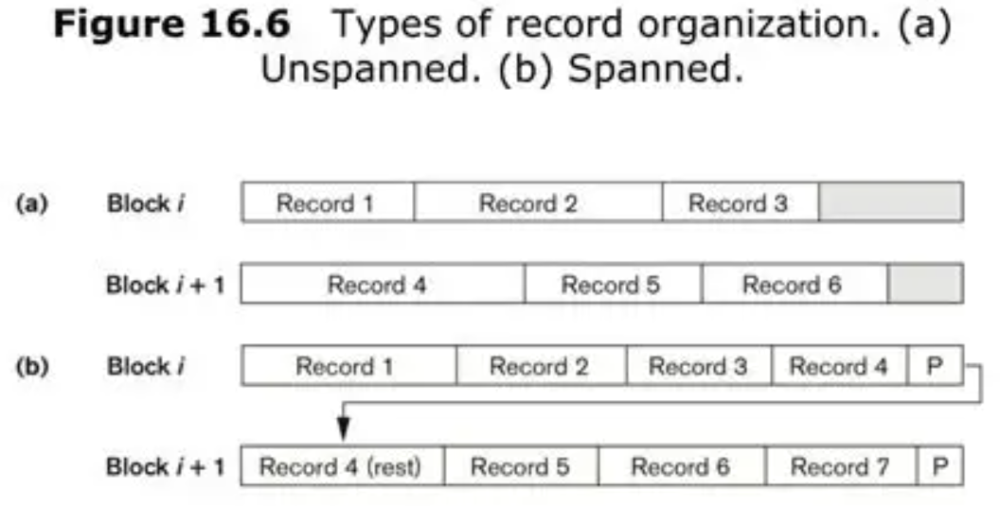 Figure 16.6 Types of record organization. (a)
Unspanned. (b) Spanned.
(a) Block i Record 1 Record 2 Record 3
Block i + 1 Record 4 Record 5 Record 6
(b) Block i Record 1 Record 2 Record 3 Record 4 P
Block i + 1 Record 4 (rest) Record 5 Record 6 Record 7 P